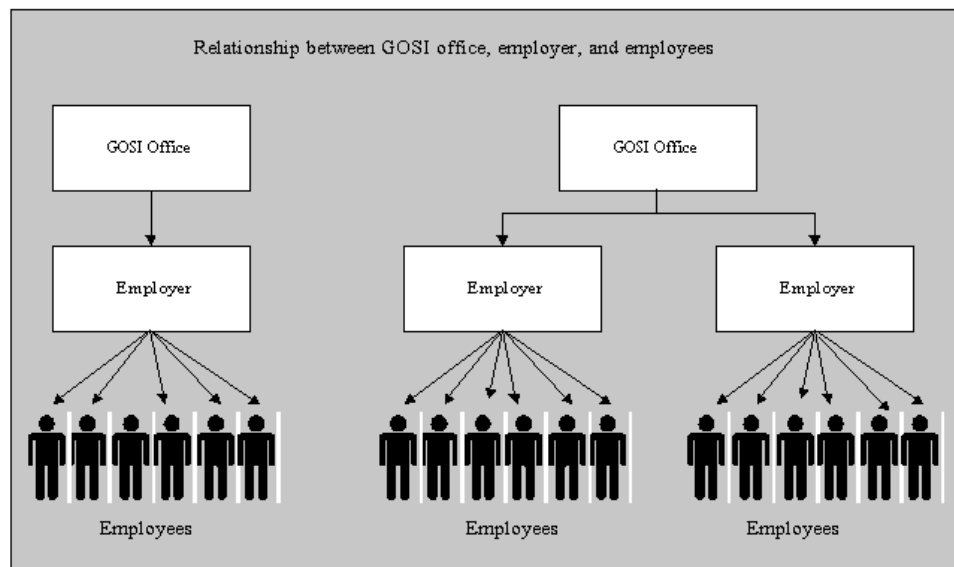 Relationship between GOSI office, employer, and employees
GOSI Office
GOSI Office
Employer
Employer
Employer
Employees
Employees
Employees